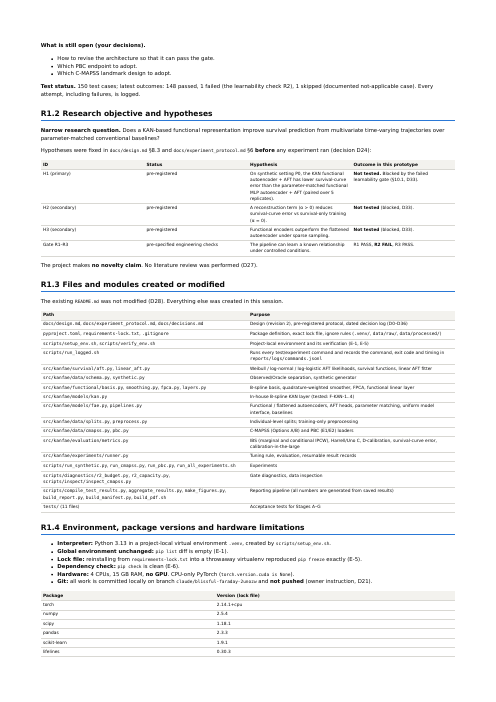 What is still open (your decisions).
• How to revise the architecture so that it can pass the gate.
• Which PBC endpoint to adopt.
• Which C-MAPSS landmark design to adopt.
Test status. 150 test cases; latest outcomes: 148 passed, 1 failed (the learnability check R2), 1 skipped (documented not-applicable case). Every
attempt, including failures, is logged.
R1.2 Research objective and hypotheses
Narrow research question. Does a KAN-based functional representation improve survival prediction from multivariate time-varying trajectories over
parameter-matched conventional baselines?
Hypotheses were fixed in docs/design.md §8.3 and docs/experiment_protocol.md §6 before any experiment ran (decision D24):
ID Status Hypothesis Outcome in this prototype
H1 (primary) pre-registered On synthetic setting P0, the KAN functional Not tested. Blocked by the failed
autoencoder + AFT has lower survival-curve learnability gate (§10.1, D33).
error than the parameter-matched functional
MLP autoencoder + AFT (paired over 5
replicates).
H2 (secondary) pre-registered A reconstruction term (α > 0) reduces Not tested (blocked, D33).
survival-curve error vs survival-only training
(α = 0).
H3 (secondary) pre-registered Functional encoders outperform the flattened Not tested (blocked, D33).
autoencoder under sparse sampling.
Gate R1–R3 pre-specified engineering checks The pipeline can learn a known relationship R1 PASS, R2 FAIL, R3 PASS.
under controlled conditions.
The project makes no novelty claim. No literature review was performed (D27).
R1.3 Files and modules created or modified
The existing README.md was not modified (D28). Everything else was created in this session.
Path Purpose
docs/design.md, docs/experiment_protocol.md, docs/decisions.md Design (revision 2), pre-registered protocol, dated decision log (D0–D36)
pyproject.toml, requirements-lock.txt, .gitignore Package definition, exact lock file, ignore rules (.venv/, data/raw/, data/processed/)
scripts/setup_env.sh, scripts/verify_env.sh Project-local environment and its verification (E-1, E-5)
scripts/run_logged.sh Runs every test/experiment command and records the command, exit code and timing in
reports/logs/commands.jsonl
src/kanfae/survival/aft.py, linear_aft.py Weibull / log-normal / log-logistic AFT likelihoods, survival functions, linear AFT fitter
src/kanfae/data/schema.py, synthetic.py Observed/Oracle separation, synthetic generator
src/kanfae/functional/basis.py, smoothing.py, fpca.py, layers.py B-spline basis, quadrature-weighted smoother, FPCA, functional linear layer
src/kanfae/models/kan.py In-house B-spline KAN layer (tested: F-KAN-1..4)
src/kanfae/models/fae.py, pipelines.py Functional / flattened autoencoders, AFT heads, parameter matching, uniform model
interface, baselines
src/kanfae/data/splits.py, preprocess.py Individual-level splits; training-only preprocessing
src/kanfae/data/cmapss.py, pbc.py C-MAPSS (Options A/B) and PBC (E1/E2) loaders
src/kanfae/evaluation/metrics.py IBS (marginal and conditional IPCW), Harrell/Uno C, D-calibration, survival-curve error,
calibration-in-the-large
src/kanfae/experiments/runner.py Tuning rule, evaluation, resumable result records
scripts/run_synthetic.py, run_cmapss.py, run_pbc.py, run_all_experiments.sh Experiments
scripts/diagnostics/r2_budget.py, r2_capacity.py, Gate diagnostics, data inspection
scripts/inspect/inspect_cmapss.py
scripts/compile_test_results.py, aggregate_results.py, make_figures.py, Reporting pipeline (all numbers are generated from saved results)
build_report.py, build_manifest.py, build_pdf.sh
tests/ (11 files) Acceptance tests for Stages A–G
R1.4 Environment, package versions and hardware limitations
• Interpreter: Python 3.13 in a project-local virtual environment .venv, created by scripts/setup_env.sh.
• Global environment unchanged: pip list diff is empty (E-1).
• Lock file: reinstalling from requirements-lock.txt into a throwaway virtualenv reproduced pip freeze exactly (E-5).
• Dependency check: pip check is clean (E-6).
• Hardware: 4 CPUs, 15 GB RAM, no GPU. CPU-only PyTorch (torch.version.cuda is None).
• Git: all work is committed locally on branch and not pushed (owner instruction, D21).
Package Version (lock file)
torch 2.14.1+cpu
numpy 2.5.4
scipy 1.18.1
pandas 2.3.3
scikit-learn 1.9.1
lifelines 0.30.3